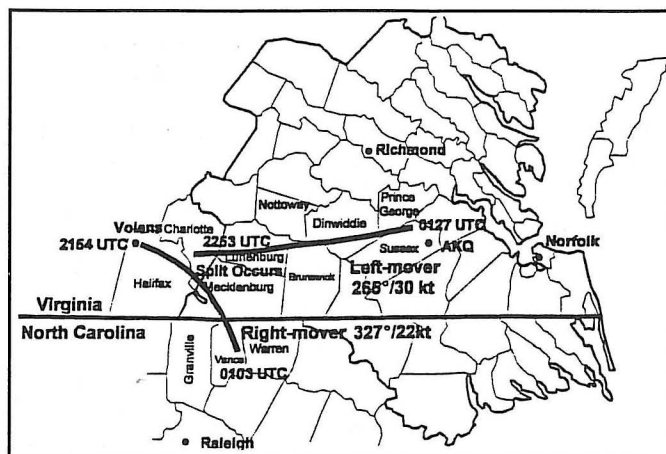 Richmond
Prince
George
Nottoway
Dinwiddie
0127 UTC
Volens
Charlotte
2154 UTC
2253 UTC
Sussex
AKQ
Norfolk
Lunenburg
Split Occurs
Left-mover
Halifax
Mecklenburg
Brunswick
265°/30 kt
Virginia
North Carolina
Right-mover 327°/22kt
Granville
Warren
Vance
0103 UTC
Raleigh